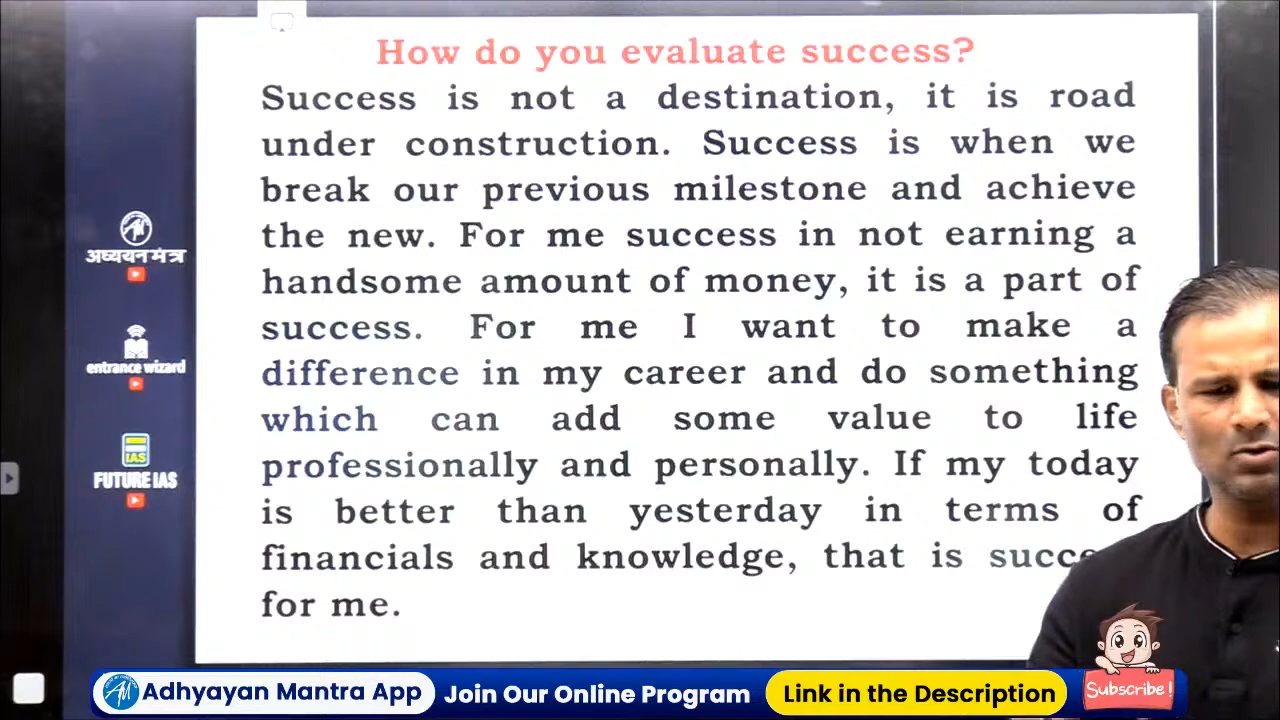 How do you evaluate success?
Success is not a destination, it is road
under construction. Success is when we
break our previous milestone and achieve
the new. For me success in not earning a
handsome amount of money, it is a part of
success. For me I want to make a
difference in my career and do something
which can add some value to life
professionally and personally. If my today
is better than yesterday in terms of
financials and knowledge, that is
for me.
अध्ययन मंत्र
entrance wizard
IAS
FUTURE IAS
Adhyayan Mantra App
Join Our Online Program
Link in the Description
Subscribe!